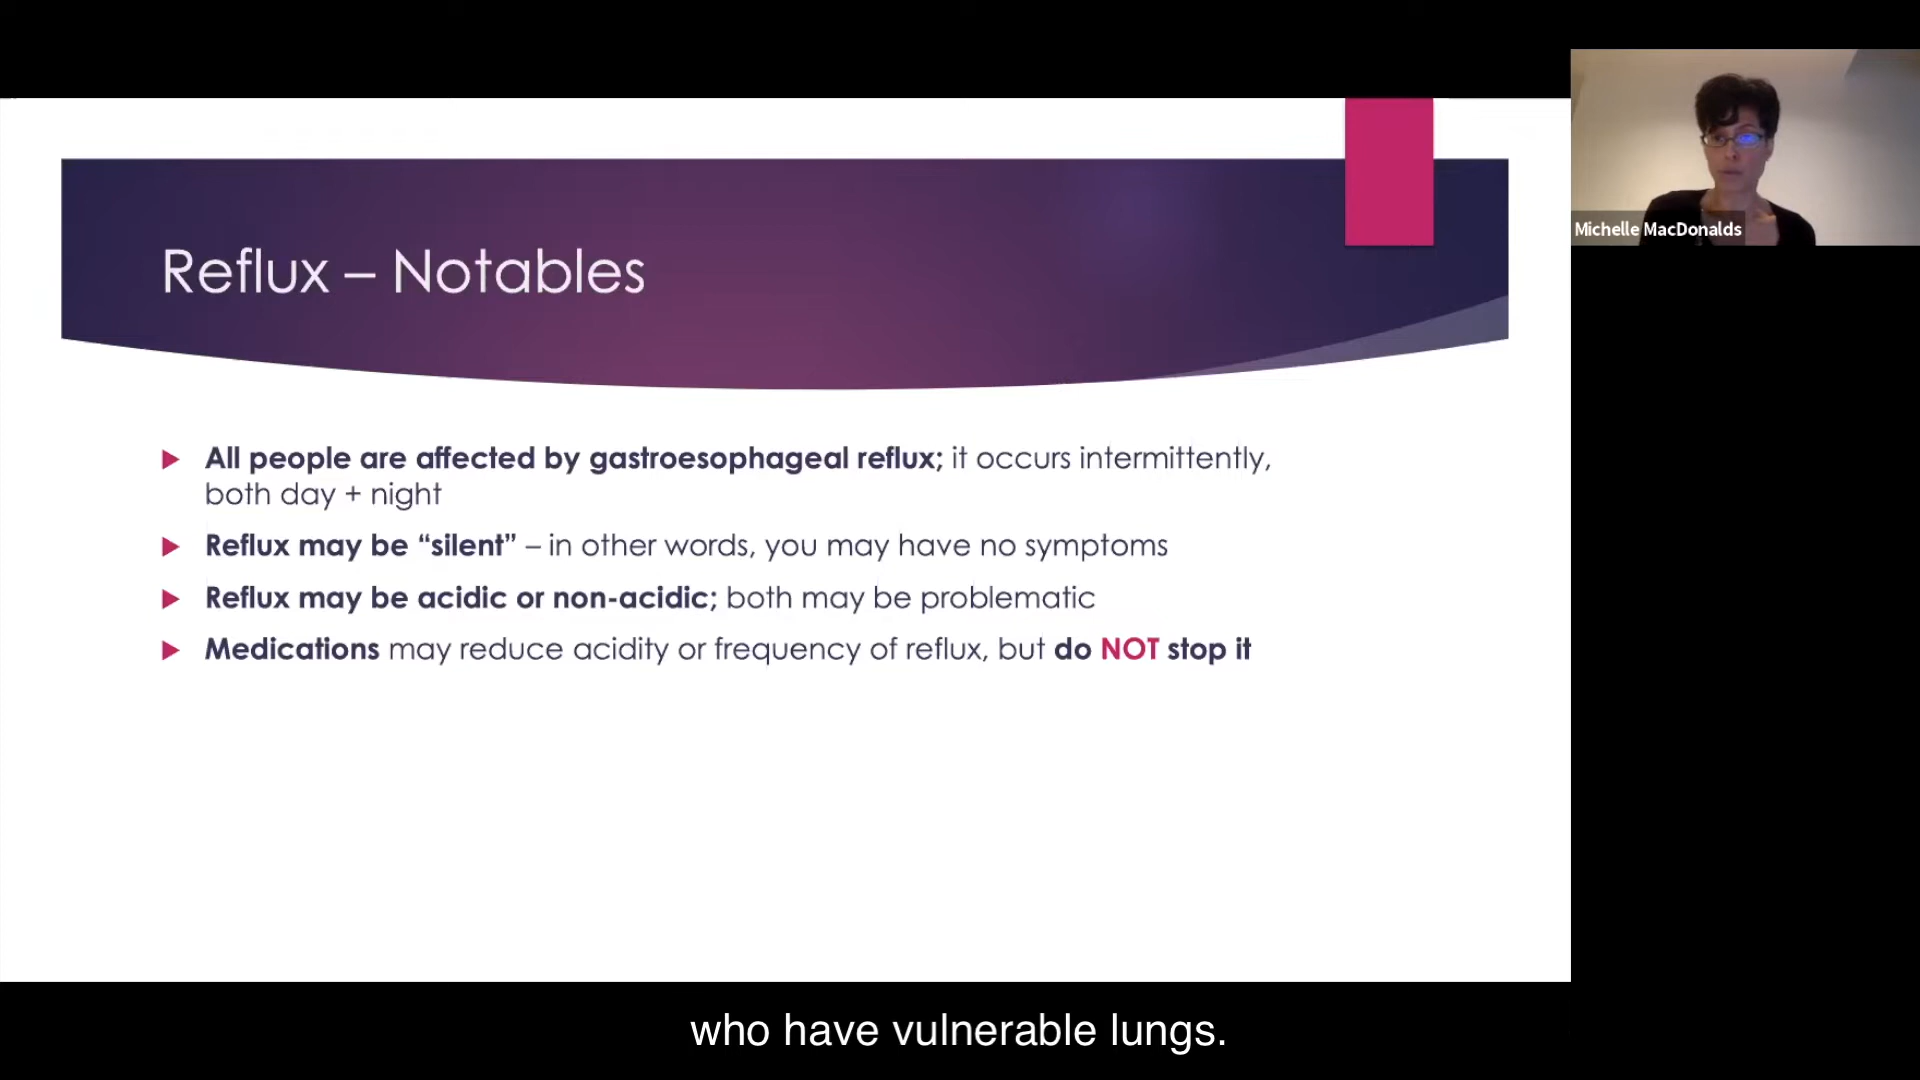 Reflux – Notables
All people are affected by gastroesophageal reflux; it occurs intermittently,
both day + night
Reflux may be “silent” – in other words, you may have no symptoms
Reflux may be acidic or non-acidic; both may be problematic
Medications may reduce acidity or frequency of reflux, but do NOT stop it
Michelle MacDonalds
who have vulnerable lungs.